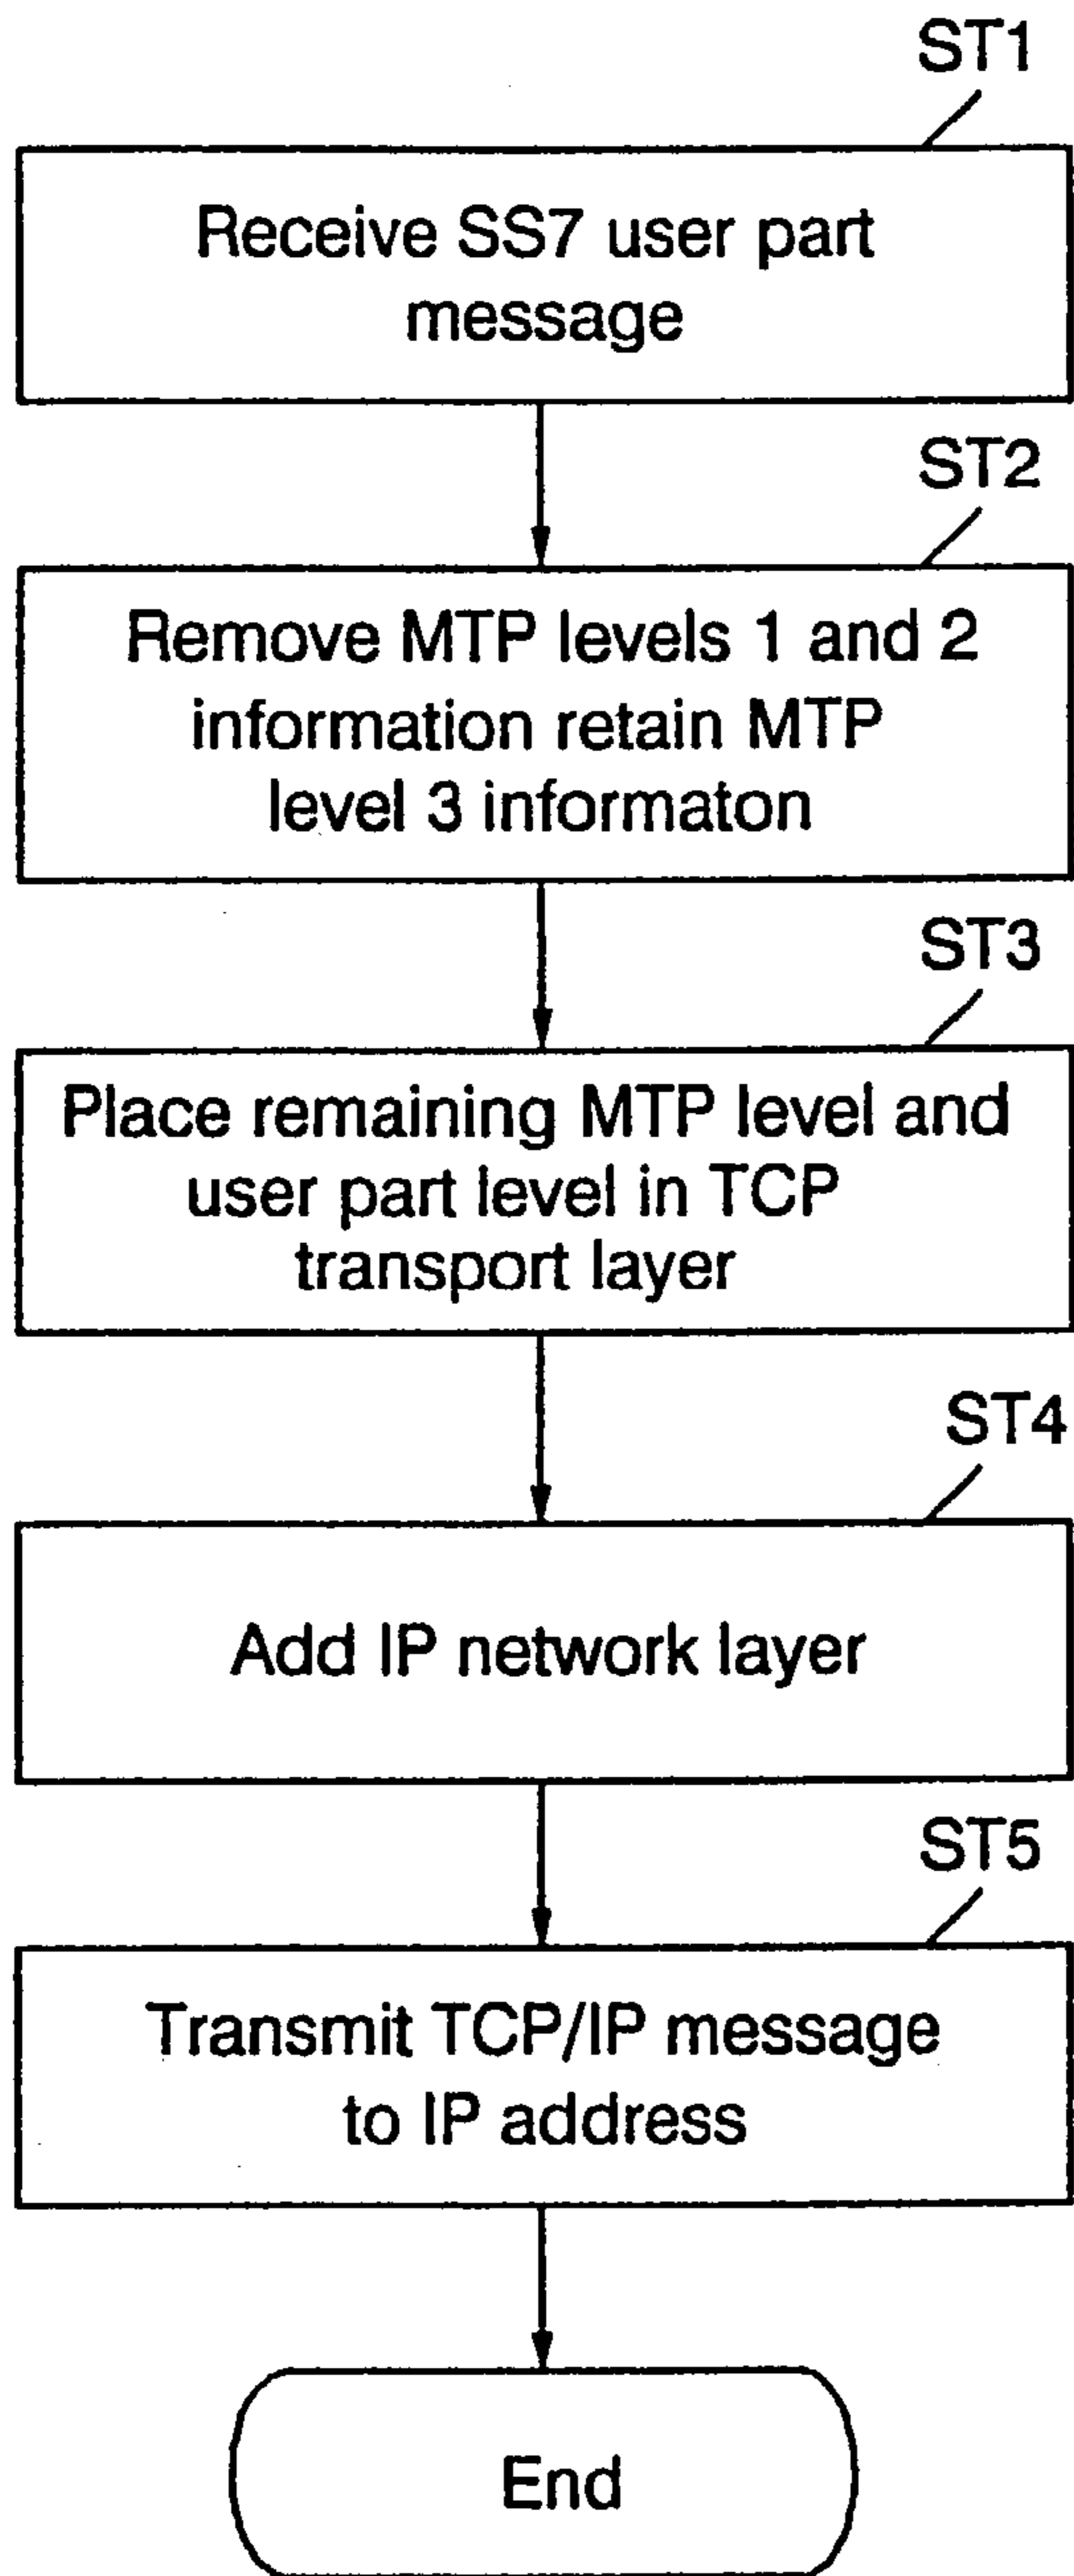 ST1
Receive SS7 user part
message
ST2
Remove MTP levels 1 and 2
information retain MTP
level 3 informaton
ST3
Place remaining MTP level and
user part level in TCP
transport layer
ST4
Add IP network layer
ST5
Transmit TCP/IP message
to IP address
End